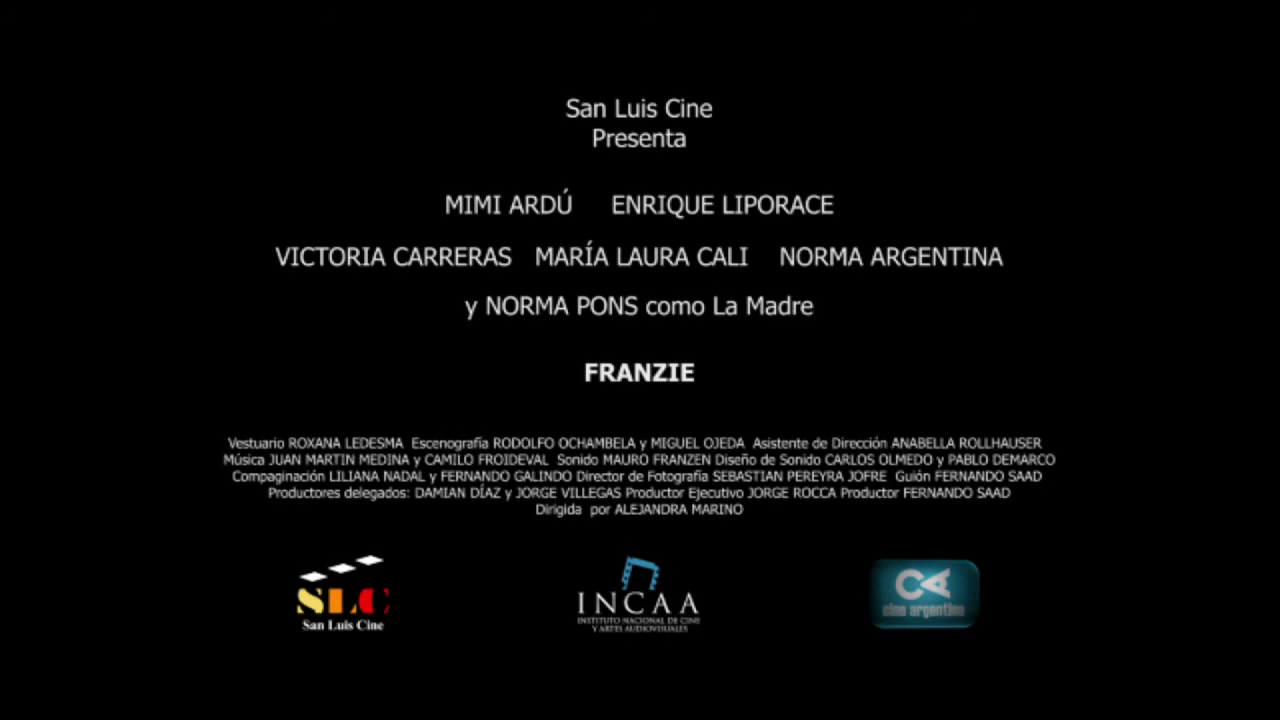 San Luis Cine
Presenta
MIMI ARDÚ ENRIQUE LIPORACE
VICTORIA CARRERAS MARÍA LAURA CALI NORMA ARGENTINA
y NORMA PONS como La Madre
FRANZIE
Vestuario ROXANA LEDESMA Escenografía RODOLFO OCHAMBELA y MIGUEL OJEDA Asistente de Dirección ANABELLA ROLLHAUSER
Música JUAN MARTIN MEDINA y CAMILO FROIDEVAL Sonido MAURO FRANZEN Diseño de Sonido CARLOS OLMEDO y PABLO DEMARCO
Compaginación LILIANA NADAL y FERNANDO GALINDO Director de Fotografía SEBASTIAN PEREYRA JOFRE Guión FERNANDO SAAD
Productores delegados: DAMIAN DÍAZ y JORGE VILLEGAS Productor Ejecutivo JORGE ROCCA Productor FERNANDO SAAD
Dirigida por ALEJANDRA MARINO
SLC
San Luis Cine
INCAA
INSTITUTO NACIONAL DE CINE
Y ARTES AUDIOVISUALES
CA
cine argentino